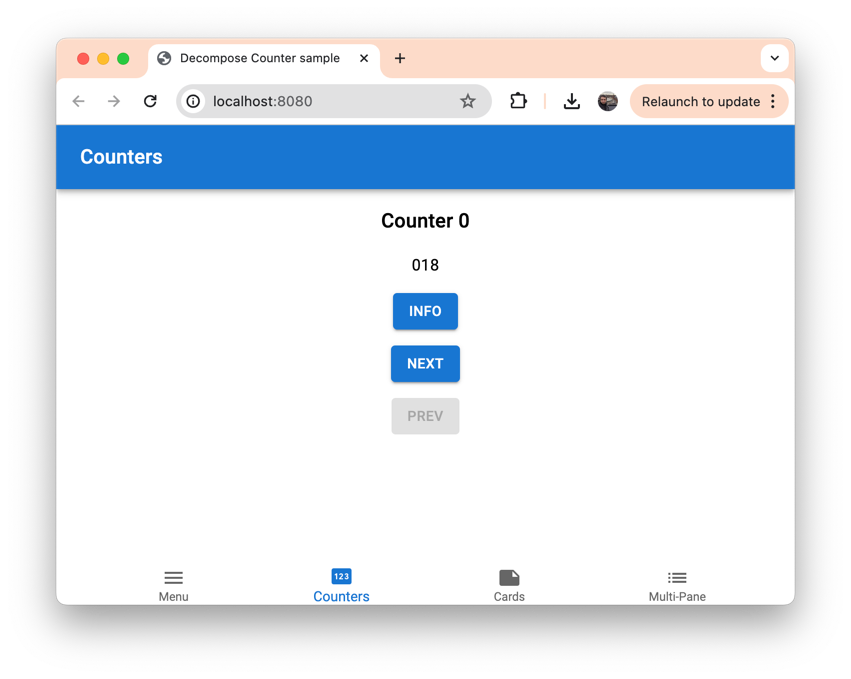 Decompose Counter sample
localhost:8080
Relaunch to update
Counters
Counter 0
018
INFO
NEXT
PREV
123
Menu
Counters
Cards
Multi-Pane